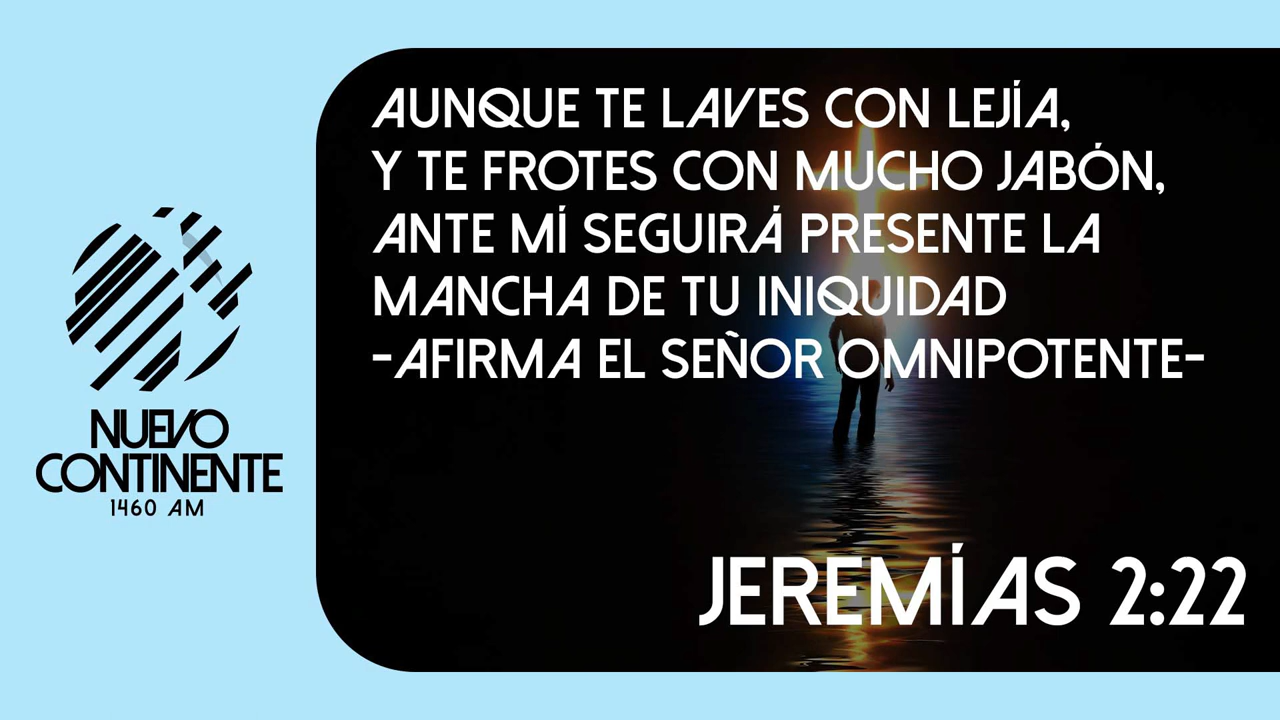 AUNQUE TE LAVES CON LEJÍA,
Y TE FROTES CON MUCHO JABÓN,
ANTE MÍ SEGUIRÁ PRESENTE LA
MANCHA DE TU INIQUIDAD
-AFIRMA EL SEÑOR OMNIPOTENTE-
JEREMÍAS 2:22
NUEVO
CONTINENTE
1460 AM